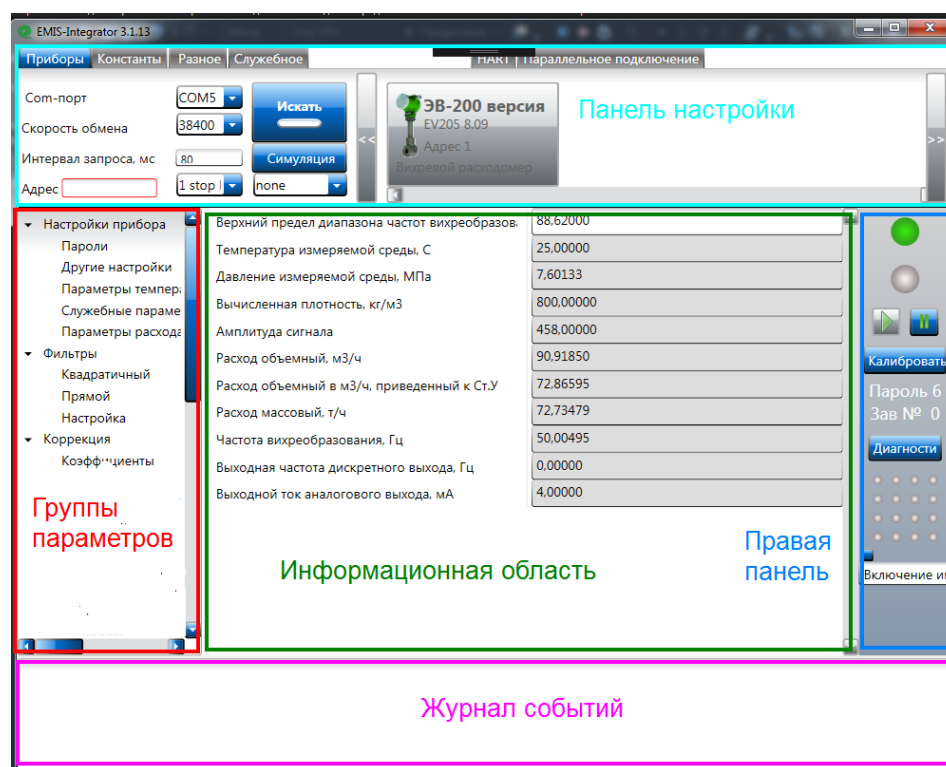 EMIS-Integrator 3.1.13
Приборы Константы Разное Служебное HART Параллельное подключение
Com-порт COM5
Скорость обмена 38400
Искать
Интервал запроса, мс 80
Симуляция
Адрес 1 stop none
<<
ЭВ-200 версия
EV205 8.09
Адрес 1
Вихревой расходомер
Панель настройки
>>
Настройки прибора
Пароли
Другие настройки
Параметры темпер
Служебные параме
Параметры расхода
Фильтры
Квадратичный
Прямой
Настройка
Коррекция
Коэффициенты
Группы
параметров
Верхний предел диапазона частот вихреобразов. 88,62000
Температура измеряемой среды, С 25,00000
Давление измеряемой среды, МПа 7,60133
Вычисленная плотность, кг/м3 800,00000
Амплитуда сигнала 458,00000
Расход объемный, м3/ч 90,91850
Расход объемный в м3/ч, приведенный к Ст.У 72,86595
Расход массовый, т/ч 72,73479
Частота вихреобразования, Гц 50,00495
Выходная частота дискретного выхода, Гц 0,00000
Выходной ток аналогового выхода, мА 4,00000
Информационная область
Правая
панель
Калибровать
Пароль 6
Зав № 0
Диагности
Включение и
Журнал событий